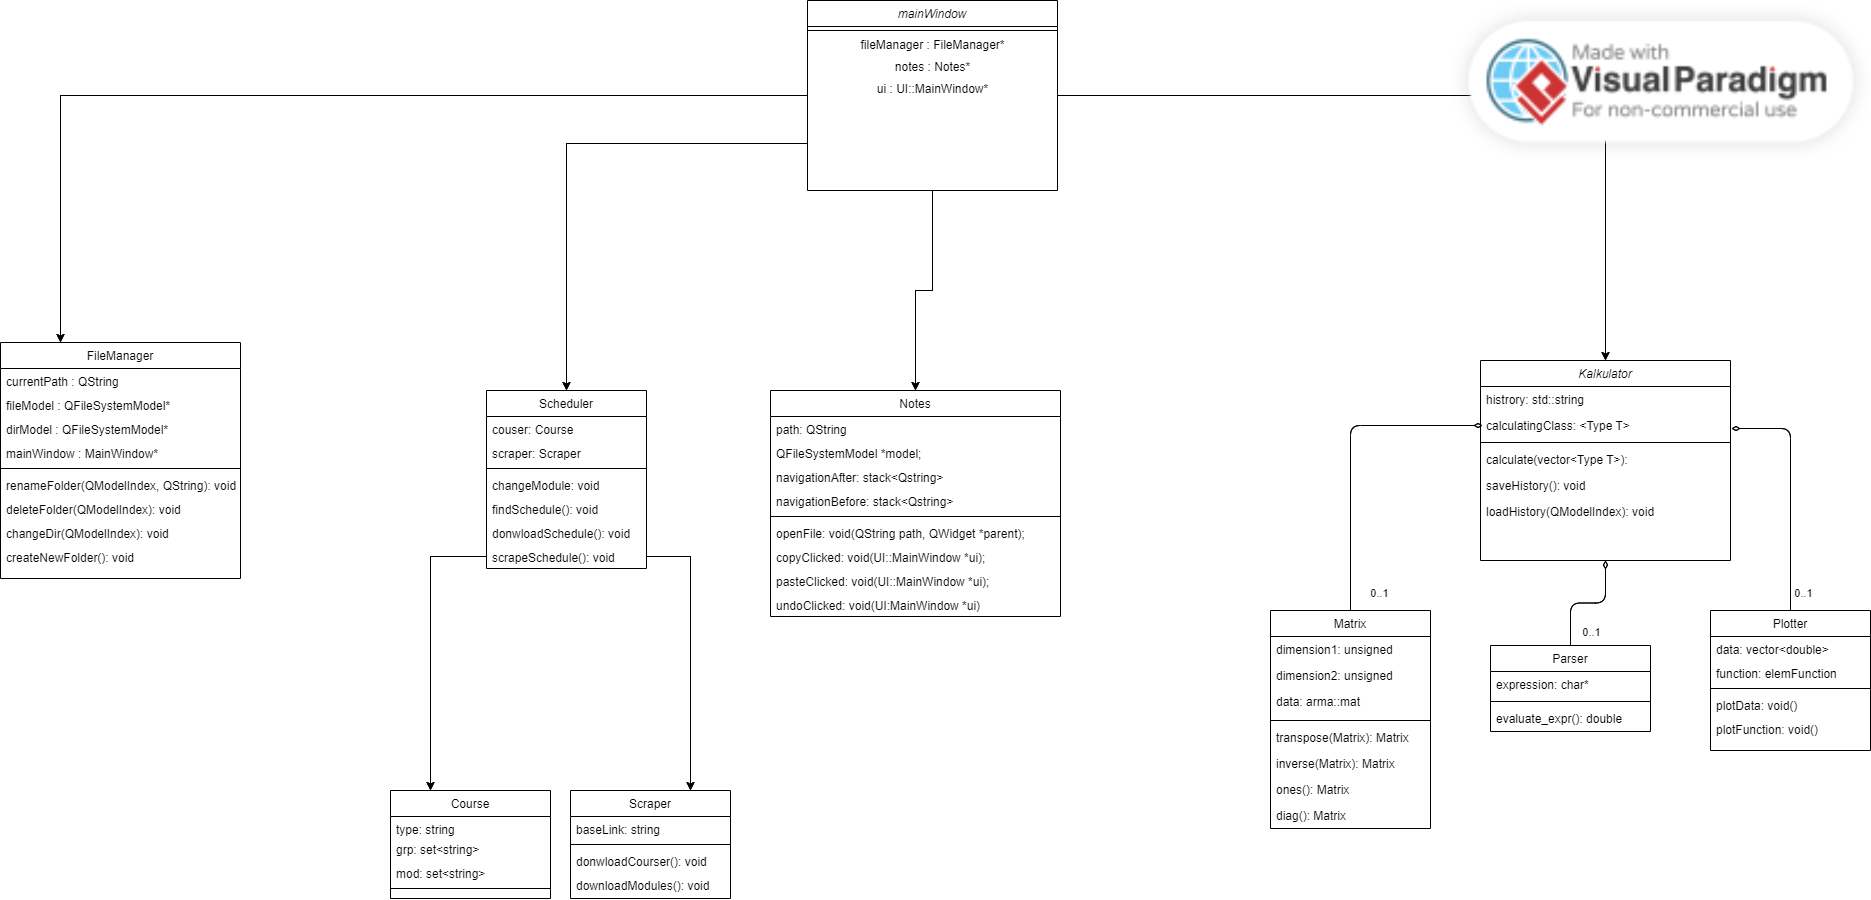 mainWindow
fileManager : FileManager*
notes : Notes*
ui : UI::MainWindow*
Made with
Visual Paradigm
For non-commercial use
FileManager
currentPath : QString
fileModel : QFileSystemModel*
dirModel : QFileSystemModel*
mainWindow : MainWindow*
renameFolder(QModelIndex, QString): void
deleteFolder(QModelIndex): void
changeDir(QModelIndex): void
createNewFolder(): void
Scheduler
couser: Course
scraper: Scraper
changeModule: void
findSchedule(): void
donwloadSchedule(): void
scrapeSchedule(): void
Notes
path: QString
QFileSystemModel *model;
navigationAfter: stack<Qstring>
navigationBefore: stack<Qstring>
openFile: void(QString path, QWidget *parent);
copyClicked: void(UI::MainWindow *ui);
pasteClicked: void(UI::MainWindow *ui);
undoClicked: void(UI:MainWindow *ui)
Kalkulator
histrory: std::string
calculatingClass: <Type T>
calculate(vector<Type T>):
saveHistory(): void
loadHistory(QModelIndex): void
0..1
0..1
0..1
Matrix
dimension1: unsigned
dimension2: unsigned
data: arma::mat
transpose(Matrix): Matrix
inverse(Matrix): Matrix
ones(): Matrix
diag(): Matrix
Parser
expression: char*
evaluate_expr(): double
Plotter
data: vector<double>
function: elemFunction
plotData: void()
plotFunction: void()
Course
type: string
grp: set<string>
mod: set<string>
Scraper
baseLink: string
donwloadCourser(): void
downloadModules(): void